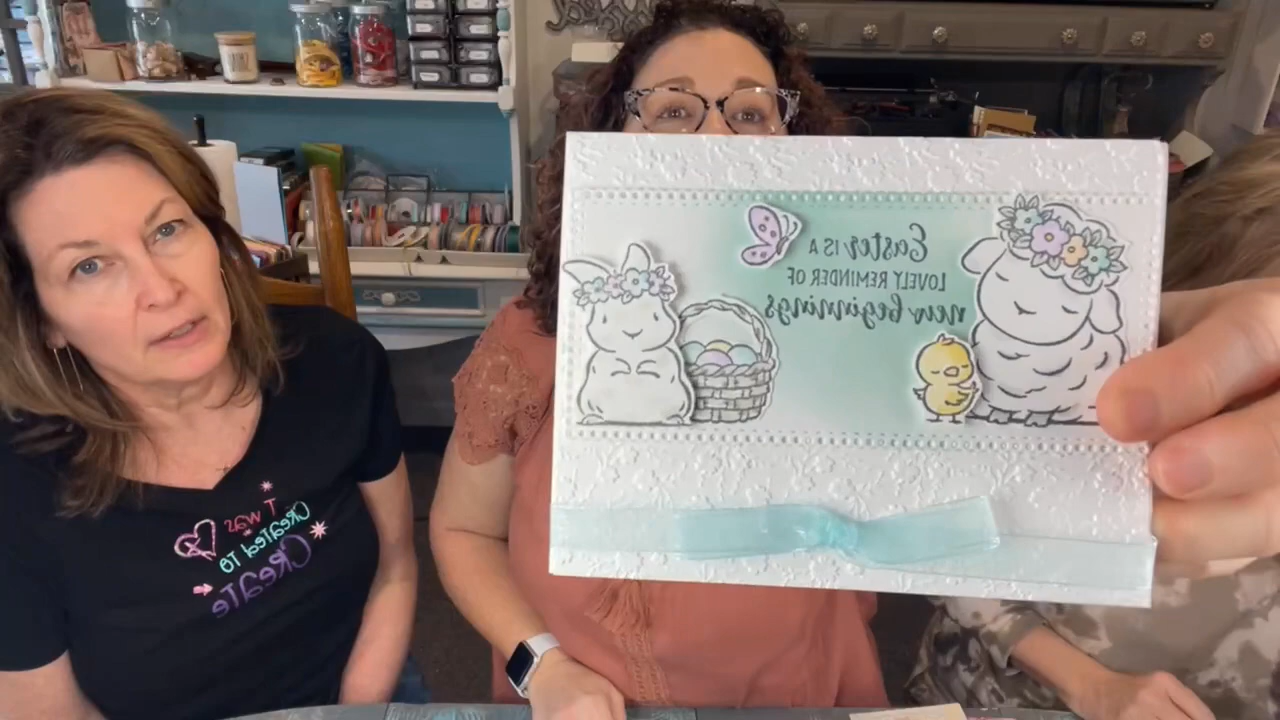 Easter IS A
LOVELY REMINDER OF
new beginnings
I was
Created to
Create